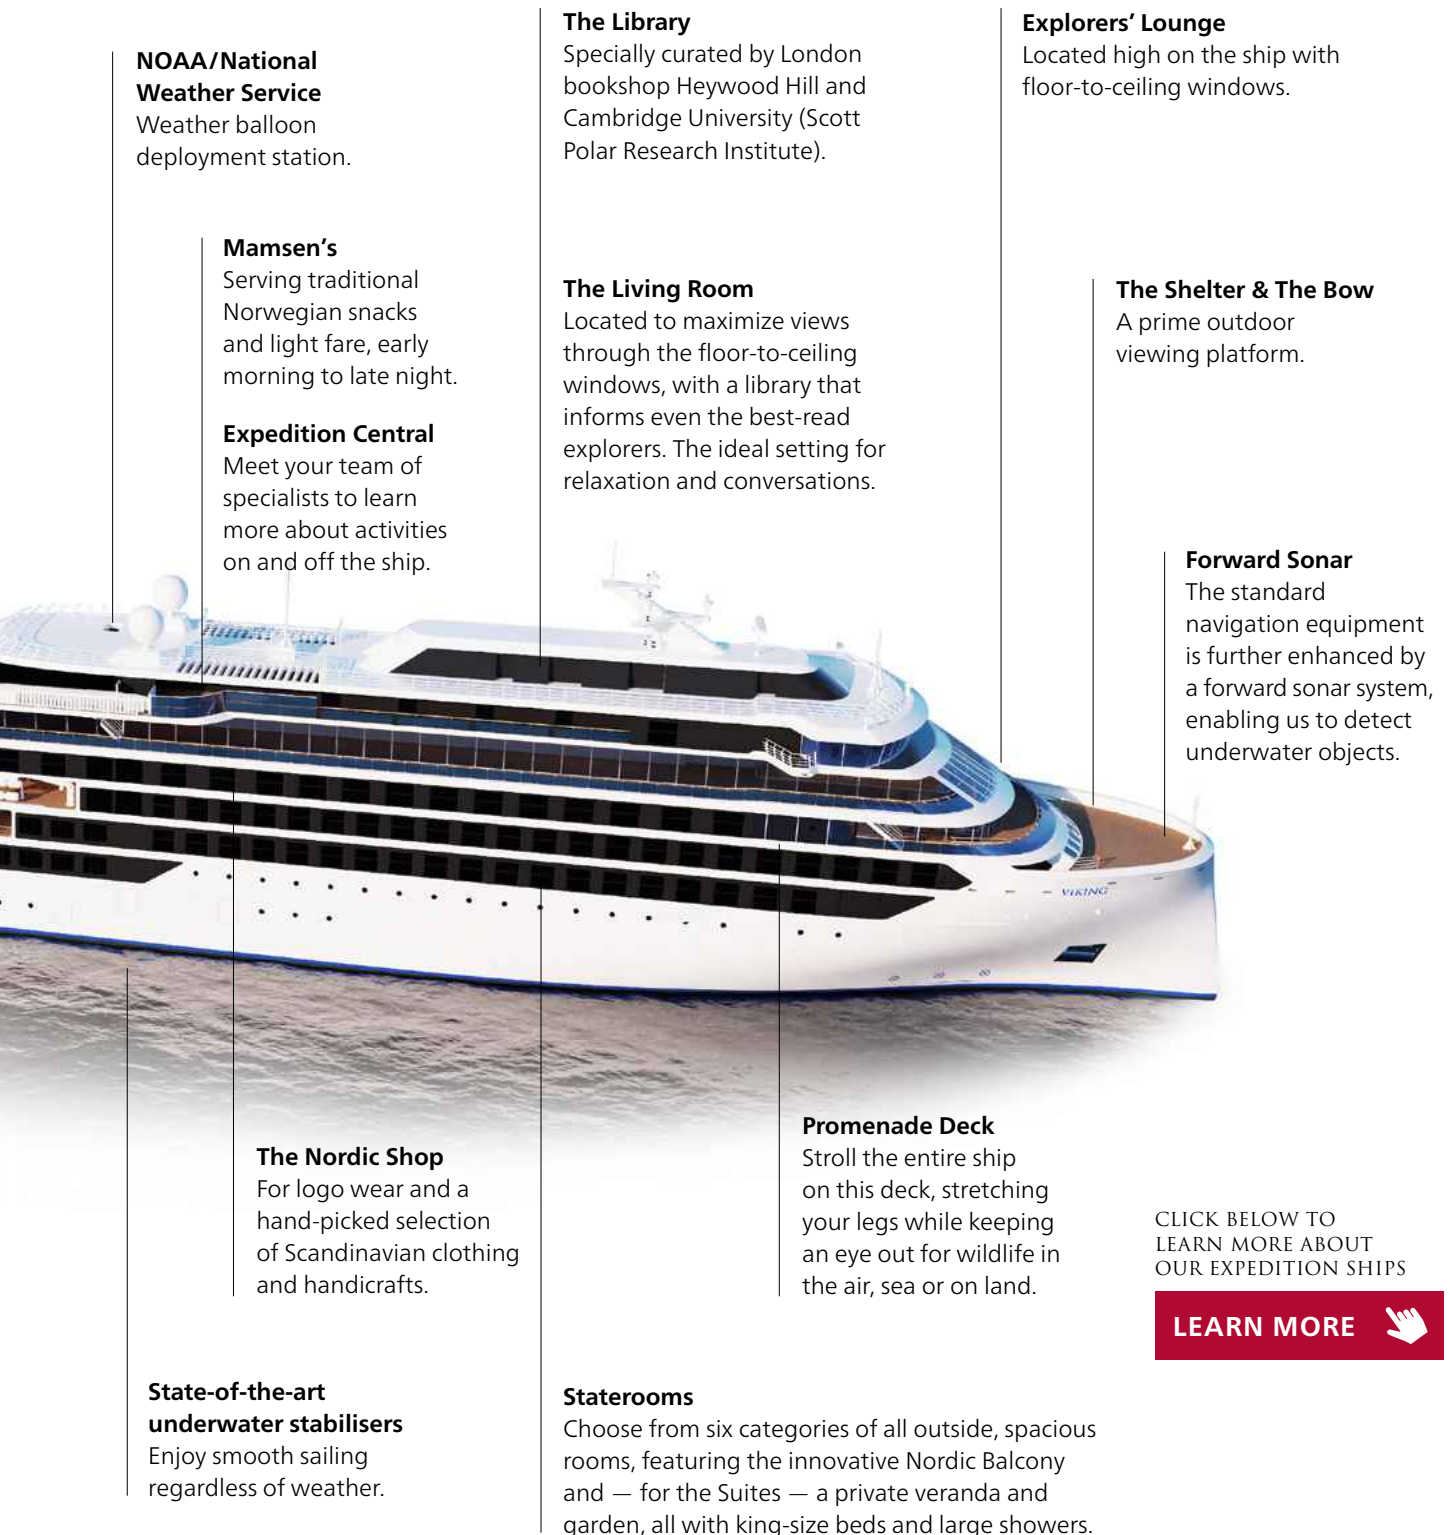 NOAA/National
Weather Service
Weather balloon
deployment station.
The Library
Specially curated by London
bookshop Heywood Hill and
Cambridge University (Scott
Polar Research Institute).
Explorers’ Lounge
Located high on the ship with
floor-to-ceiling windows.
Mamsen’s
Serving traditional
Norwegian snacks
and light fare, early
morning to late night.
Expedition Central
Meet your team of
specialists to learn
more about activities
on and off the ship.
The Living Room
Located to maximize views
through the floor-to-ceiling
windows, with a library that
informs even the best-read
explorers. The ideal setting for
relaxation and conversations.
The Shelter & The Bow
A prime outdoor
viewing platform.
Forward Sonar
The standard
navigation equipment
is further enhanced by
a forward sonar system,
enabling us to detect
underwater objects.
VIKING
The Nordic Shop
For logo wear and a
hand-picked selection
of Scandinavian clothing
and handicrafts.
Promenade Deck
Stroll the entire ship
on this deck, stretching
your legs while keeping
an eye out for wildlife in
the air, sea or on land.
CLICK BELOW TO
LEARN MORE ABOUT
OUR EXPEDITION SHIPS
LEARN MORE
State-of-the-art
underwater stabilisers
Enjoy smooth sailing
regardless of weather.
Staterooms
Choose from six categories of all outside, spacious
rooms, featuring the innovative Nordic Balcony
and — for the Suites — a private veranda and
garden, all with king-size beds and large showers.